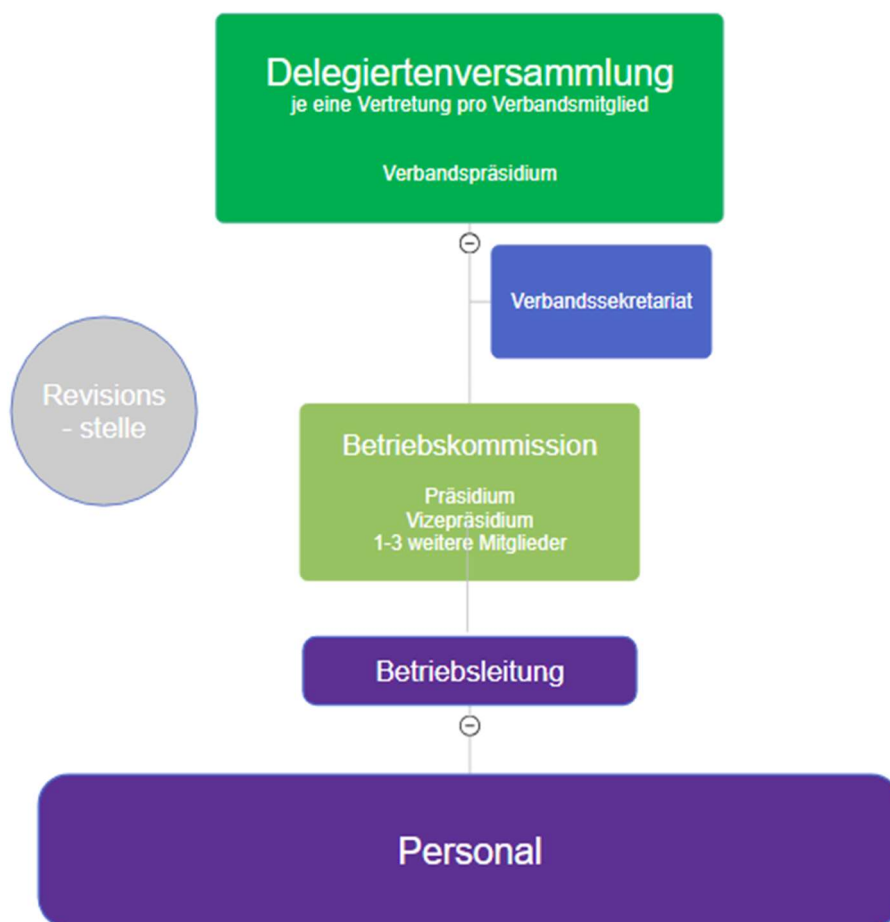 Delegiertenversammlung
je eine Vertretung pro Verbandsmitglied
Verbandspräsidium
Verbandssekretariat
Revisions
- stelle
Betriebskommission
Präsidium
Vizepräsidium
1-3 weitere Mitglieder
Betriebsleitung
Personal